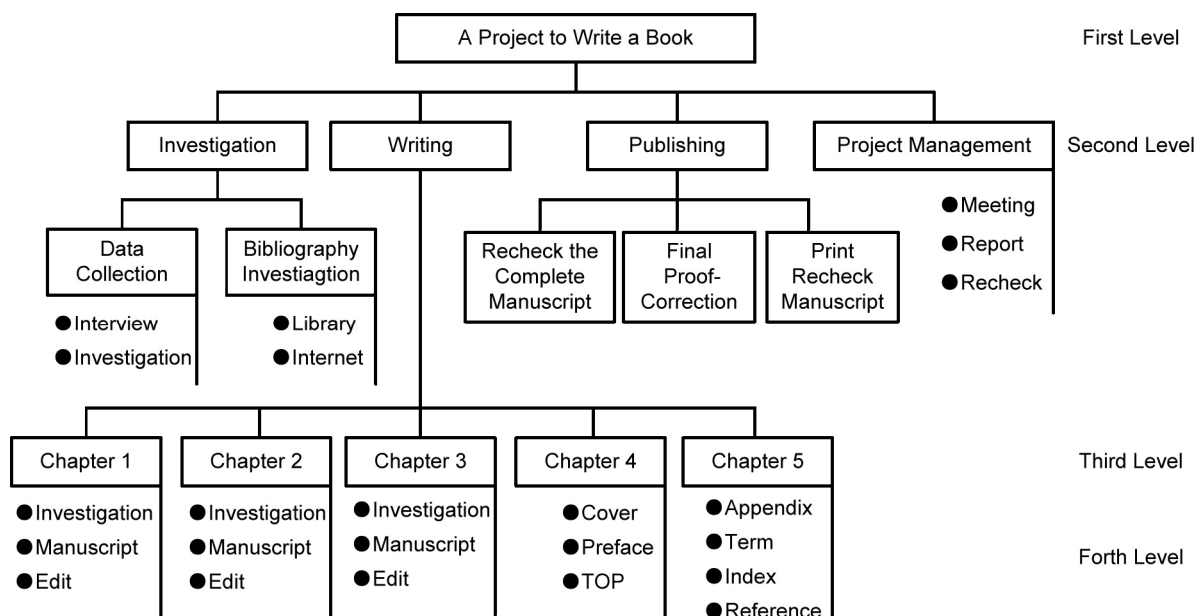 A Project to Write a Book
First Level
Investigation
Writing
Publishing
Project Management
Second Level
● Meeting
● Report
● Recheck
Data
Collection
● Interview
● Investigation
Bibliography
Investiagtion
● Library
● Internet
Recheck the
Complete
Manuscript
Final
Proof-
Correction
Print
Recheck
Manuscript
Chapter 1
Chapter 2
Chapter 3
Chapter 4
Chapter 5
Third Level
● Investigation
● Manuscript
● Edit
● Investigation
● Manuscript
● Edit
● Investigation
● Manuscript
● Edit
● Cover
● Preface
● TOP
● Appendix
● Term
● Index
● Reference
Forth Level